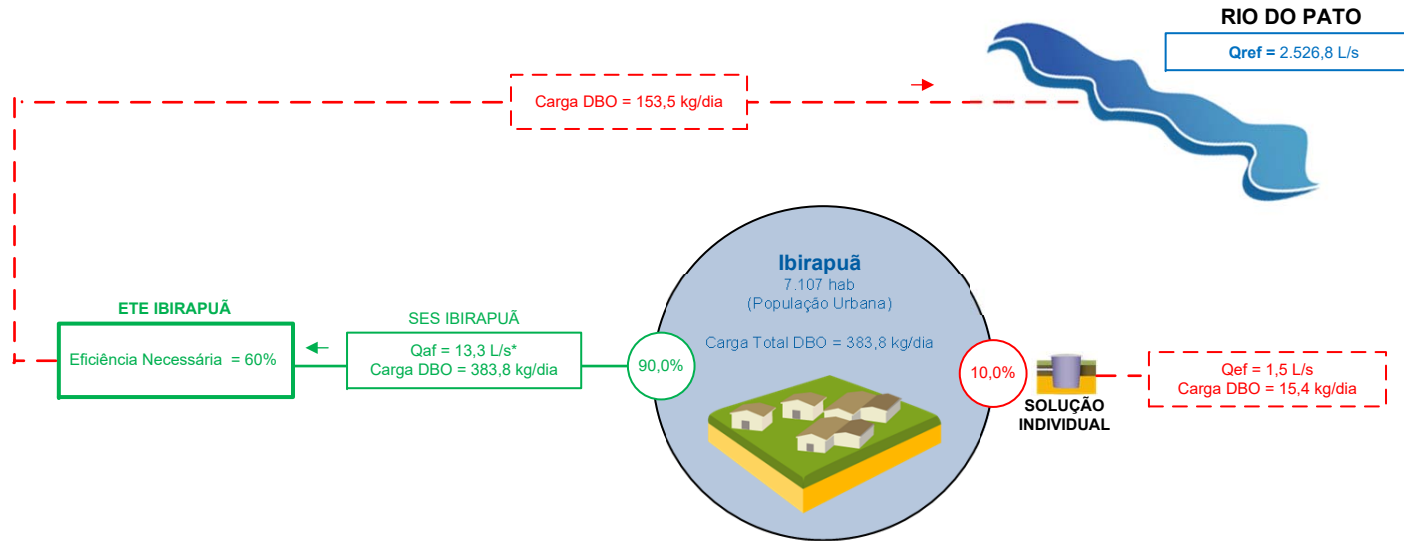 RIO DO PATO
Qref = 2.526,8 L/s
Carga DBO = 153,5 kg/dia
Ibirapuã
7.107 hab
(População Urbana)
Carga Total DBO = 383,8 kg/dia
ETE IBIRAPUÃ
Eficiência Necessária = 60%
SES IBIRAPUÃ
Qaf = 13,3 L/s*
Carga DBO = 383,8 kg/dia
90,0%
10,0%
SOLUÇÃO
INDIVIDUAL
Qef = 1,5 L/s
Carga DBO = 15,4 kg/dia